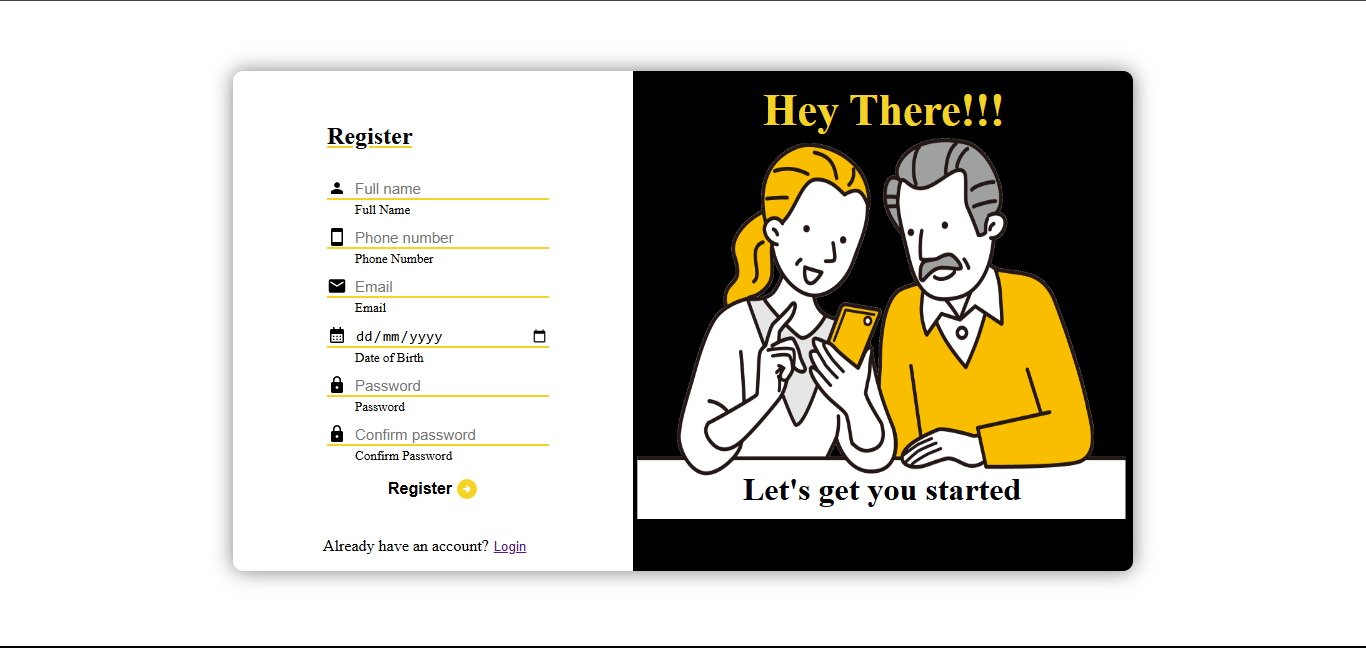 Register
Full name
Full Name
Phone number
Phone Number
Email
Email
dd/mm/yyyy
Date of Birth
Password
Password
Confirm password
Confirm Password
Register
Already have an account? Login
Hey There!!!
Let's get you started